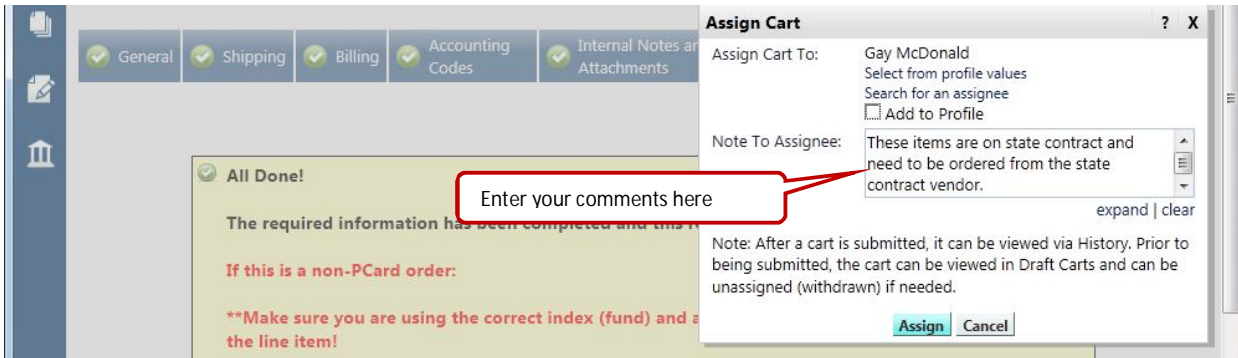 General
Shipping
Billing
Accounting
Codes
Internal Notes
Attachments
All Done!
The required information has been completed and this
If this is a non-PCard order:
**Make sure you are using the correct index (fund) and
the line item!
Enter your comments here
Assign Cart ? X
Assign Cart To: Gay McDonald
Select from profile values
Search for an assignee
Add to Profile
Note To Assignee: These items are on state contract and
need to be ordered from the state
contract vendor.
expand | clear
Note: After a cart is submitted, it can be viewed via History. Prior to
being submitted, the cart can be viewed in Draft Carts and can be
unassigned (withdrawn) if needed.
Assign Cancel